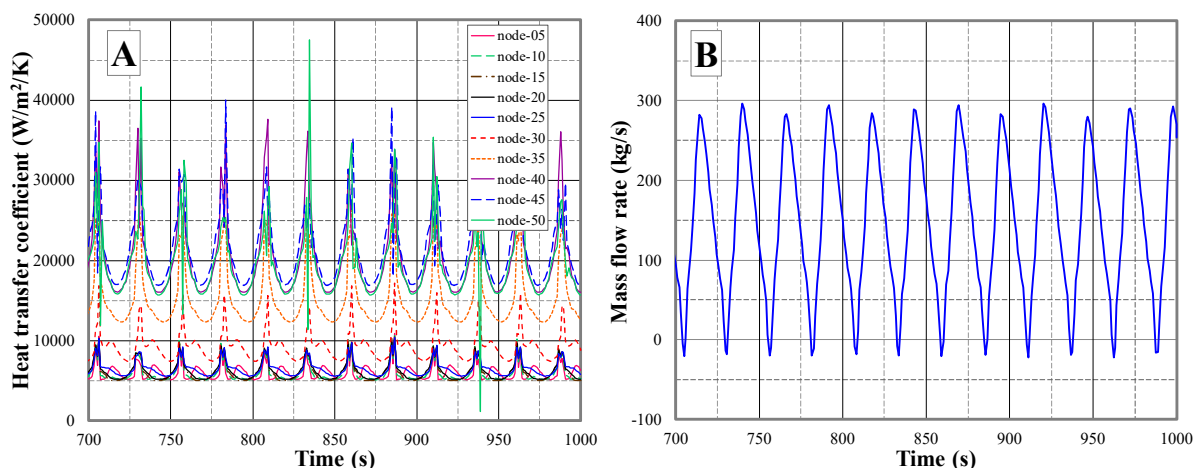 A
Heat transfer coefficient (W/m²/K)
50000
40000
30000
20000
10000
0
700
750
800
850
900
950
1000
Time (s)
node-05
node-10
node-15
node-20
node-25
node-30
node-35
node-40
node-45
node-50
B
Mass flow rate (kg/s)
400
300
200
100
0
-100
700
750
800
850
900
950
1000
Time (s)